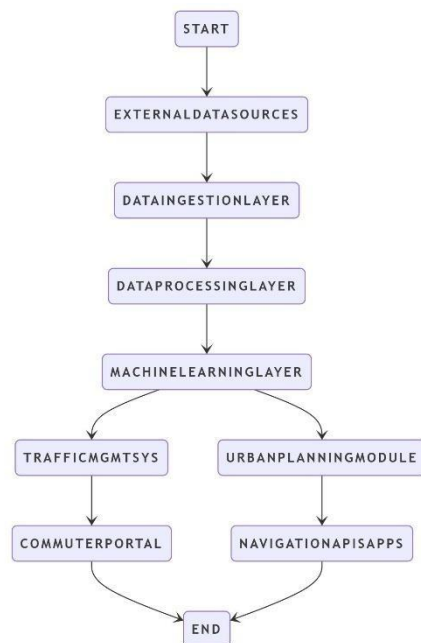 START
EXTERNALDATASOURCES
DATAINGESTIONLAYER
DATAPROCESSINGLAYER
MACHINELEARNINGLAYER
TRAFFICMGMTSYS
URBANPLANNINGMODULE
COMMUTERPORTAL
NAVIGATIONAPISAPPS
END